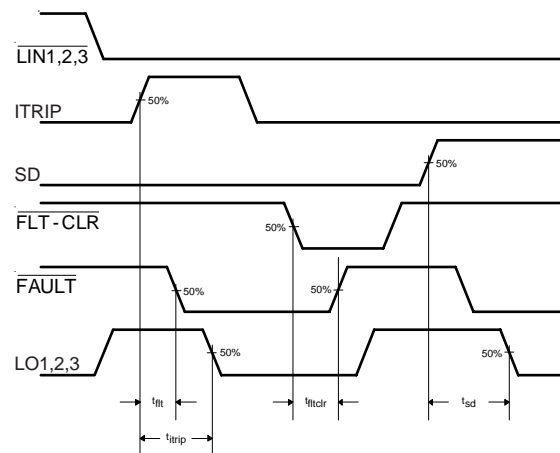 LIN1,2,3
ITRIP
50%
SD
50%
FLT-CLR
50%
FAULT
50%
50%
LO1,2,3
50%
50%
tflt
tfltclr
tsd
titrip